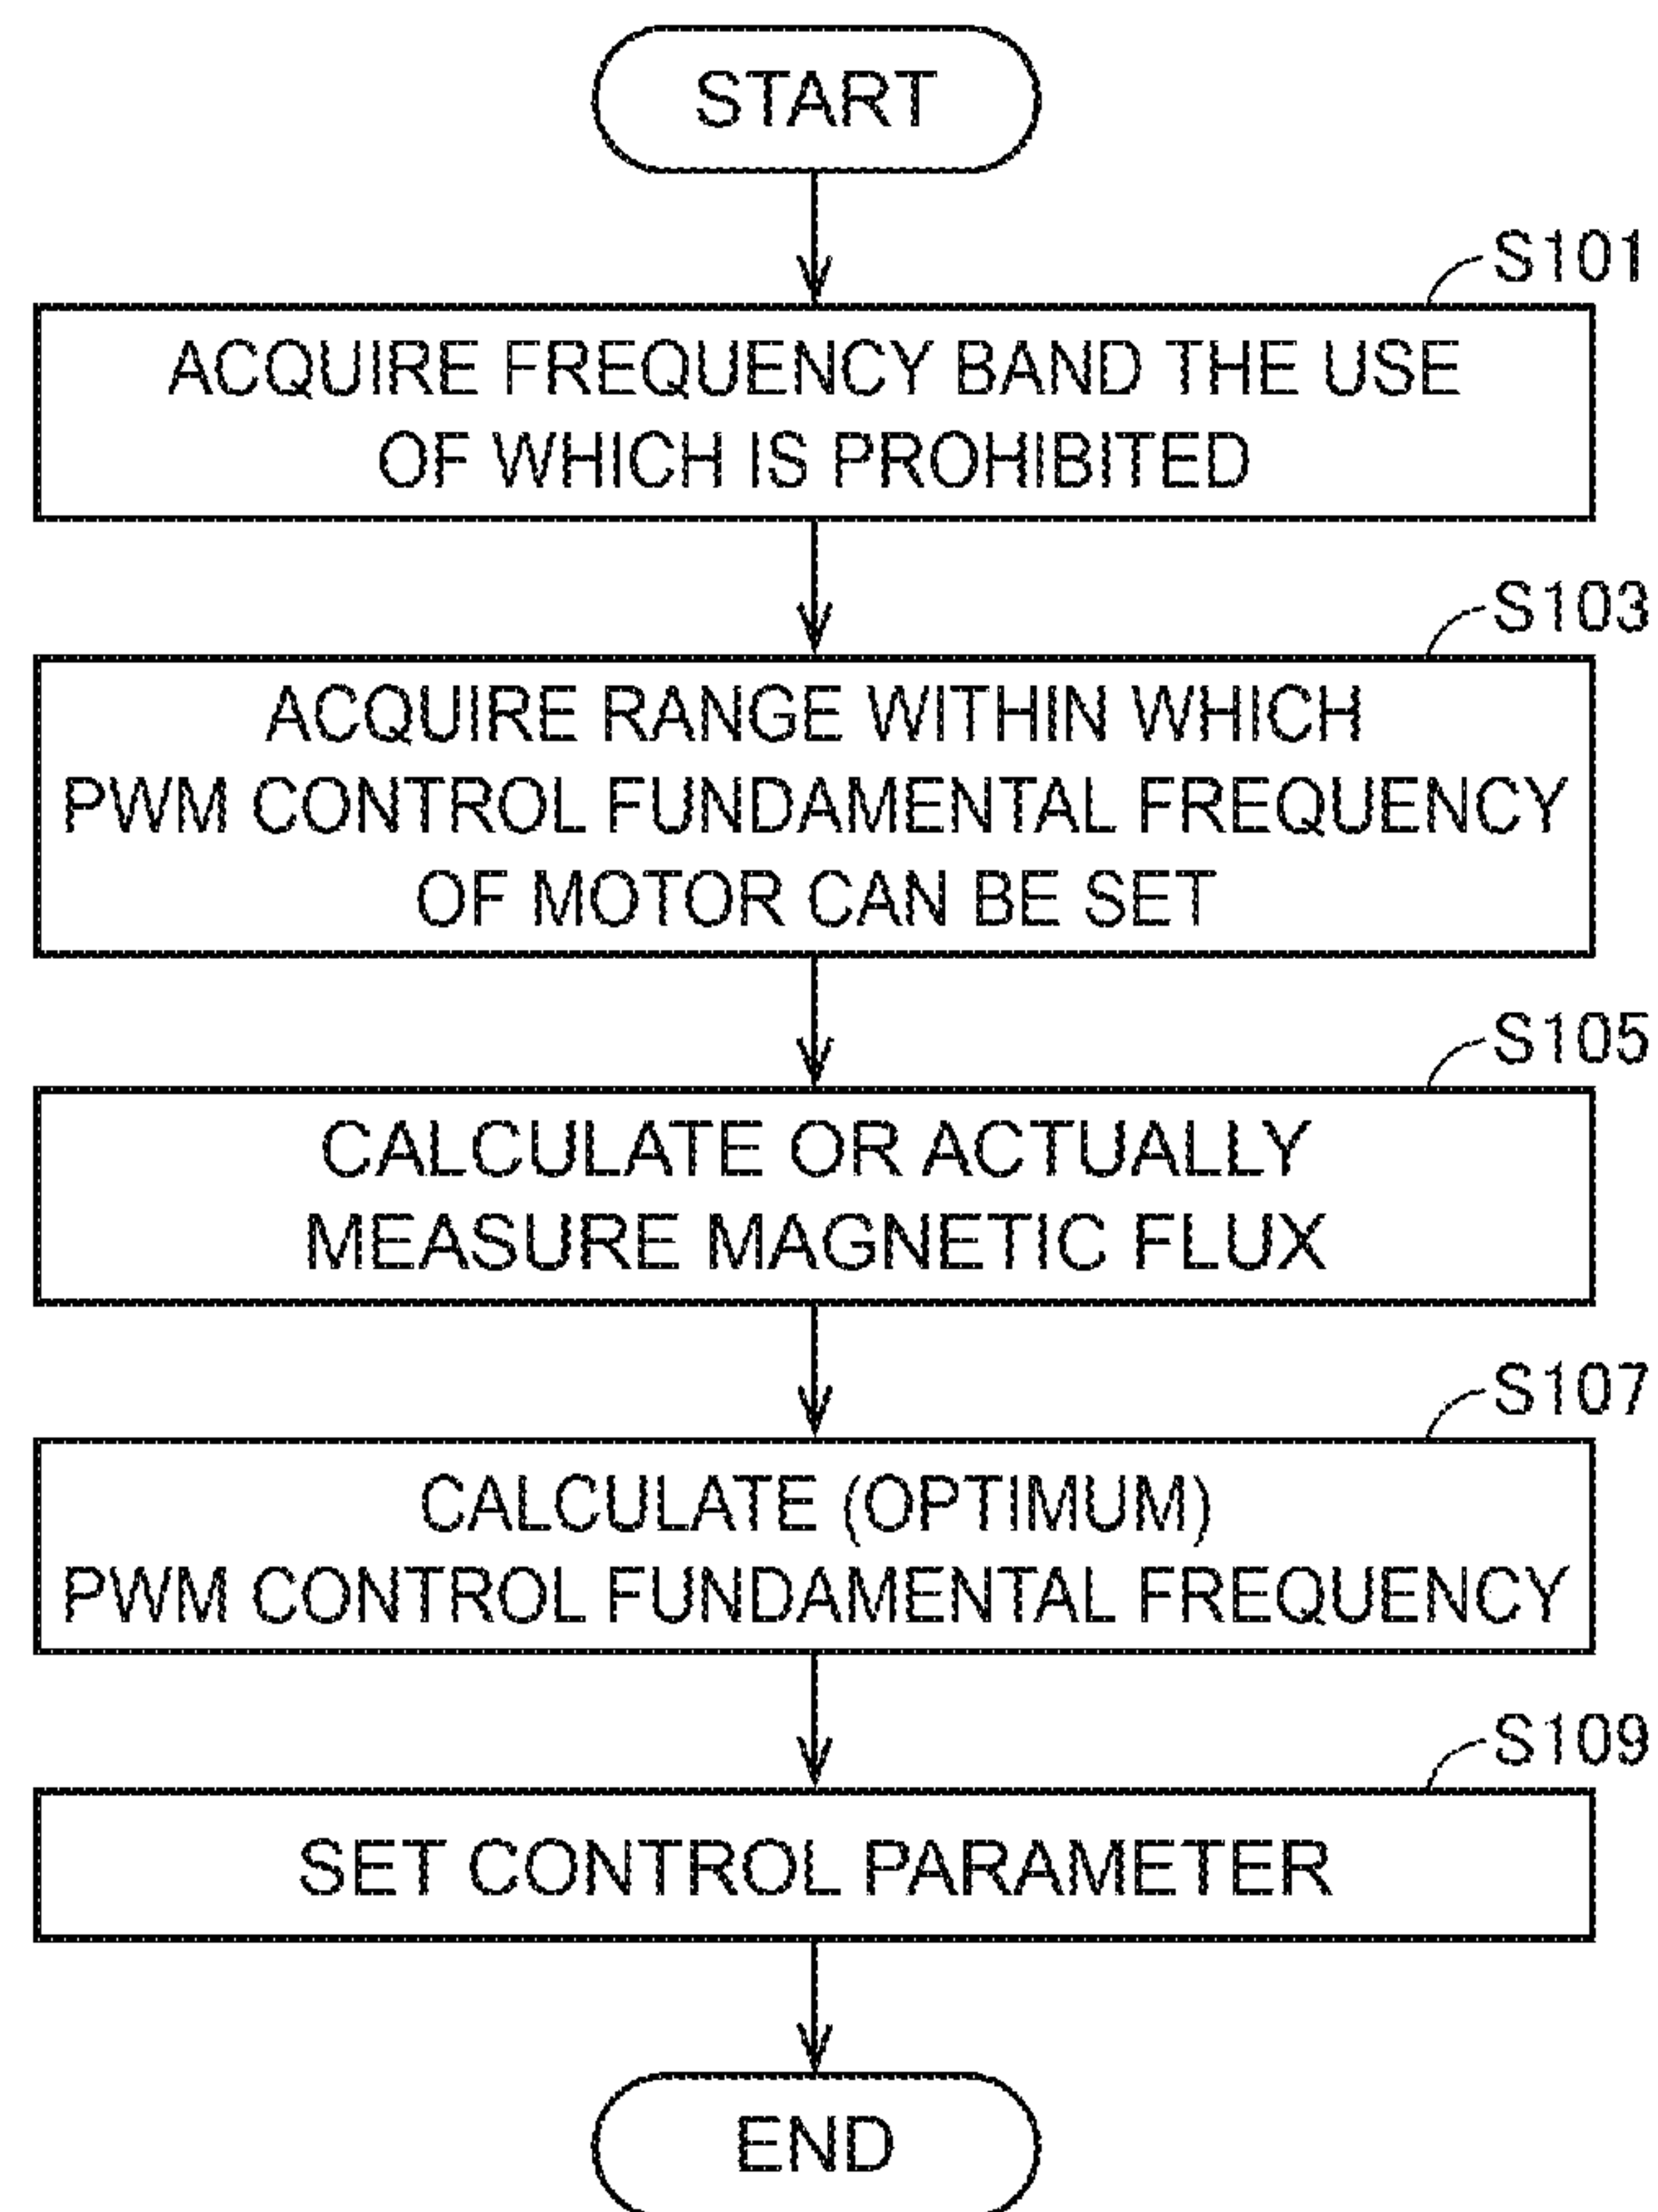 START
S101
ACQUIRE FREQUENCY BAND THE USE
OF WHICH IS PROHIBITED
S103
ACQUIRE RANGE WITHIN WHICH
PWM CONTROL FUNDAMENTAL FREQUENCY
OF MOTOR CAN BE SET
S105
CALCULATE OR ACTUALLY
MEASURE MAGNETIC FLUX
S107
CALCULATE (OPTIMUM)
PWM CONTROL FUNDAMENTAL FREQUENCY
S109
SET CONTROL PARAMETER
END